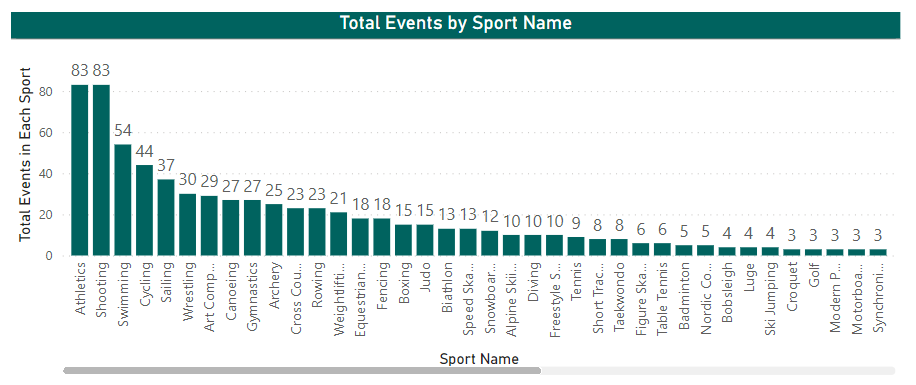 Total Events by Sport Name
Total Events in Each Sport
80
60
40
20
0
83 83 54 44 37 30 29 27 27 25 23 23 21 18 18 15 15 13 13 12 10 10 10 9 8 8 6 6 5 5 4 4 4 3 3 3 3 3
Athletics
Shooting
Swimming
Cycling
Sailing
Wrestling
Art Comp...
Canoeing
Gymnastics
Archery
Cross Cou...
Rowing
Weightlifti...
Equestrian...
Fencing
Boxing
Judo
Biathlon
Speed Ska...
Snowboar...
Alpine Skii...
Diving
Freestyle S...
Tennis
Short Trac...
Taekwondo
Figure Ska...
Table Tennis
Badminton
Nordic Co...
Bobsleigh
Luge
Ski Jumping
Croquet
Golf
Modern P...
Motorboa...
Synchroni...
Sport Name